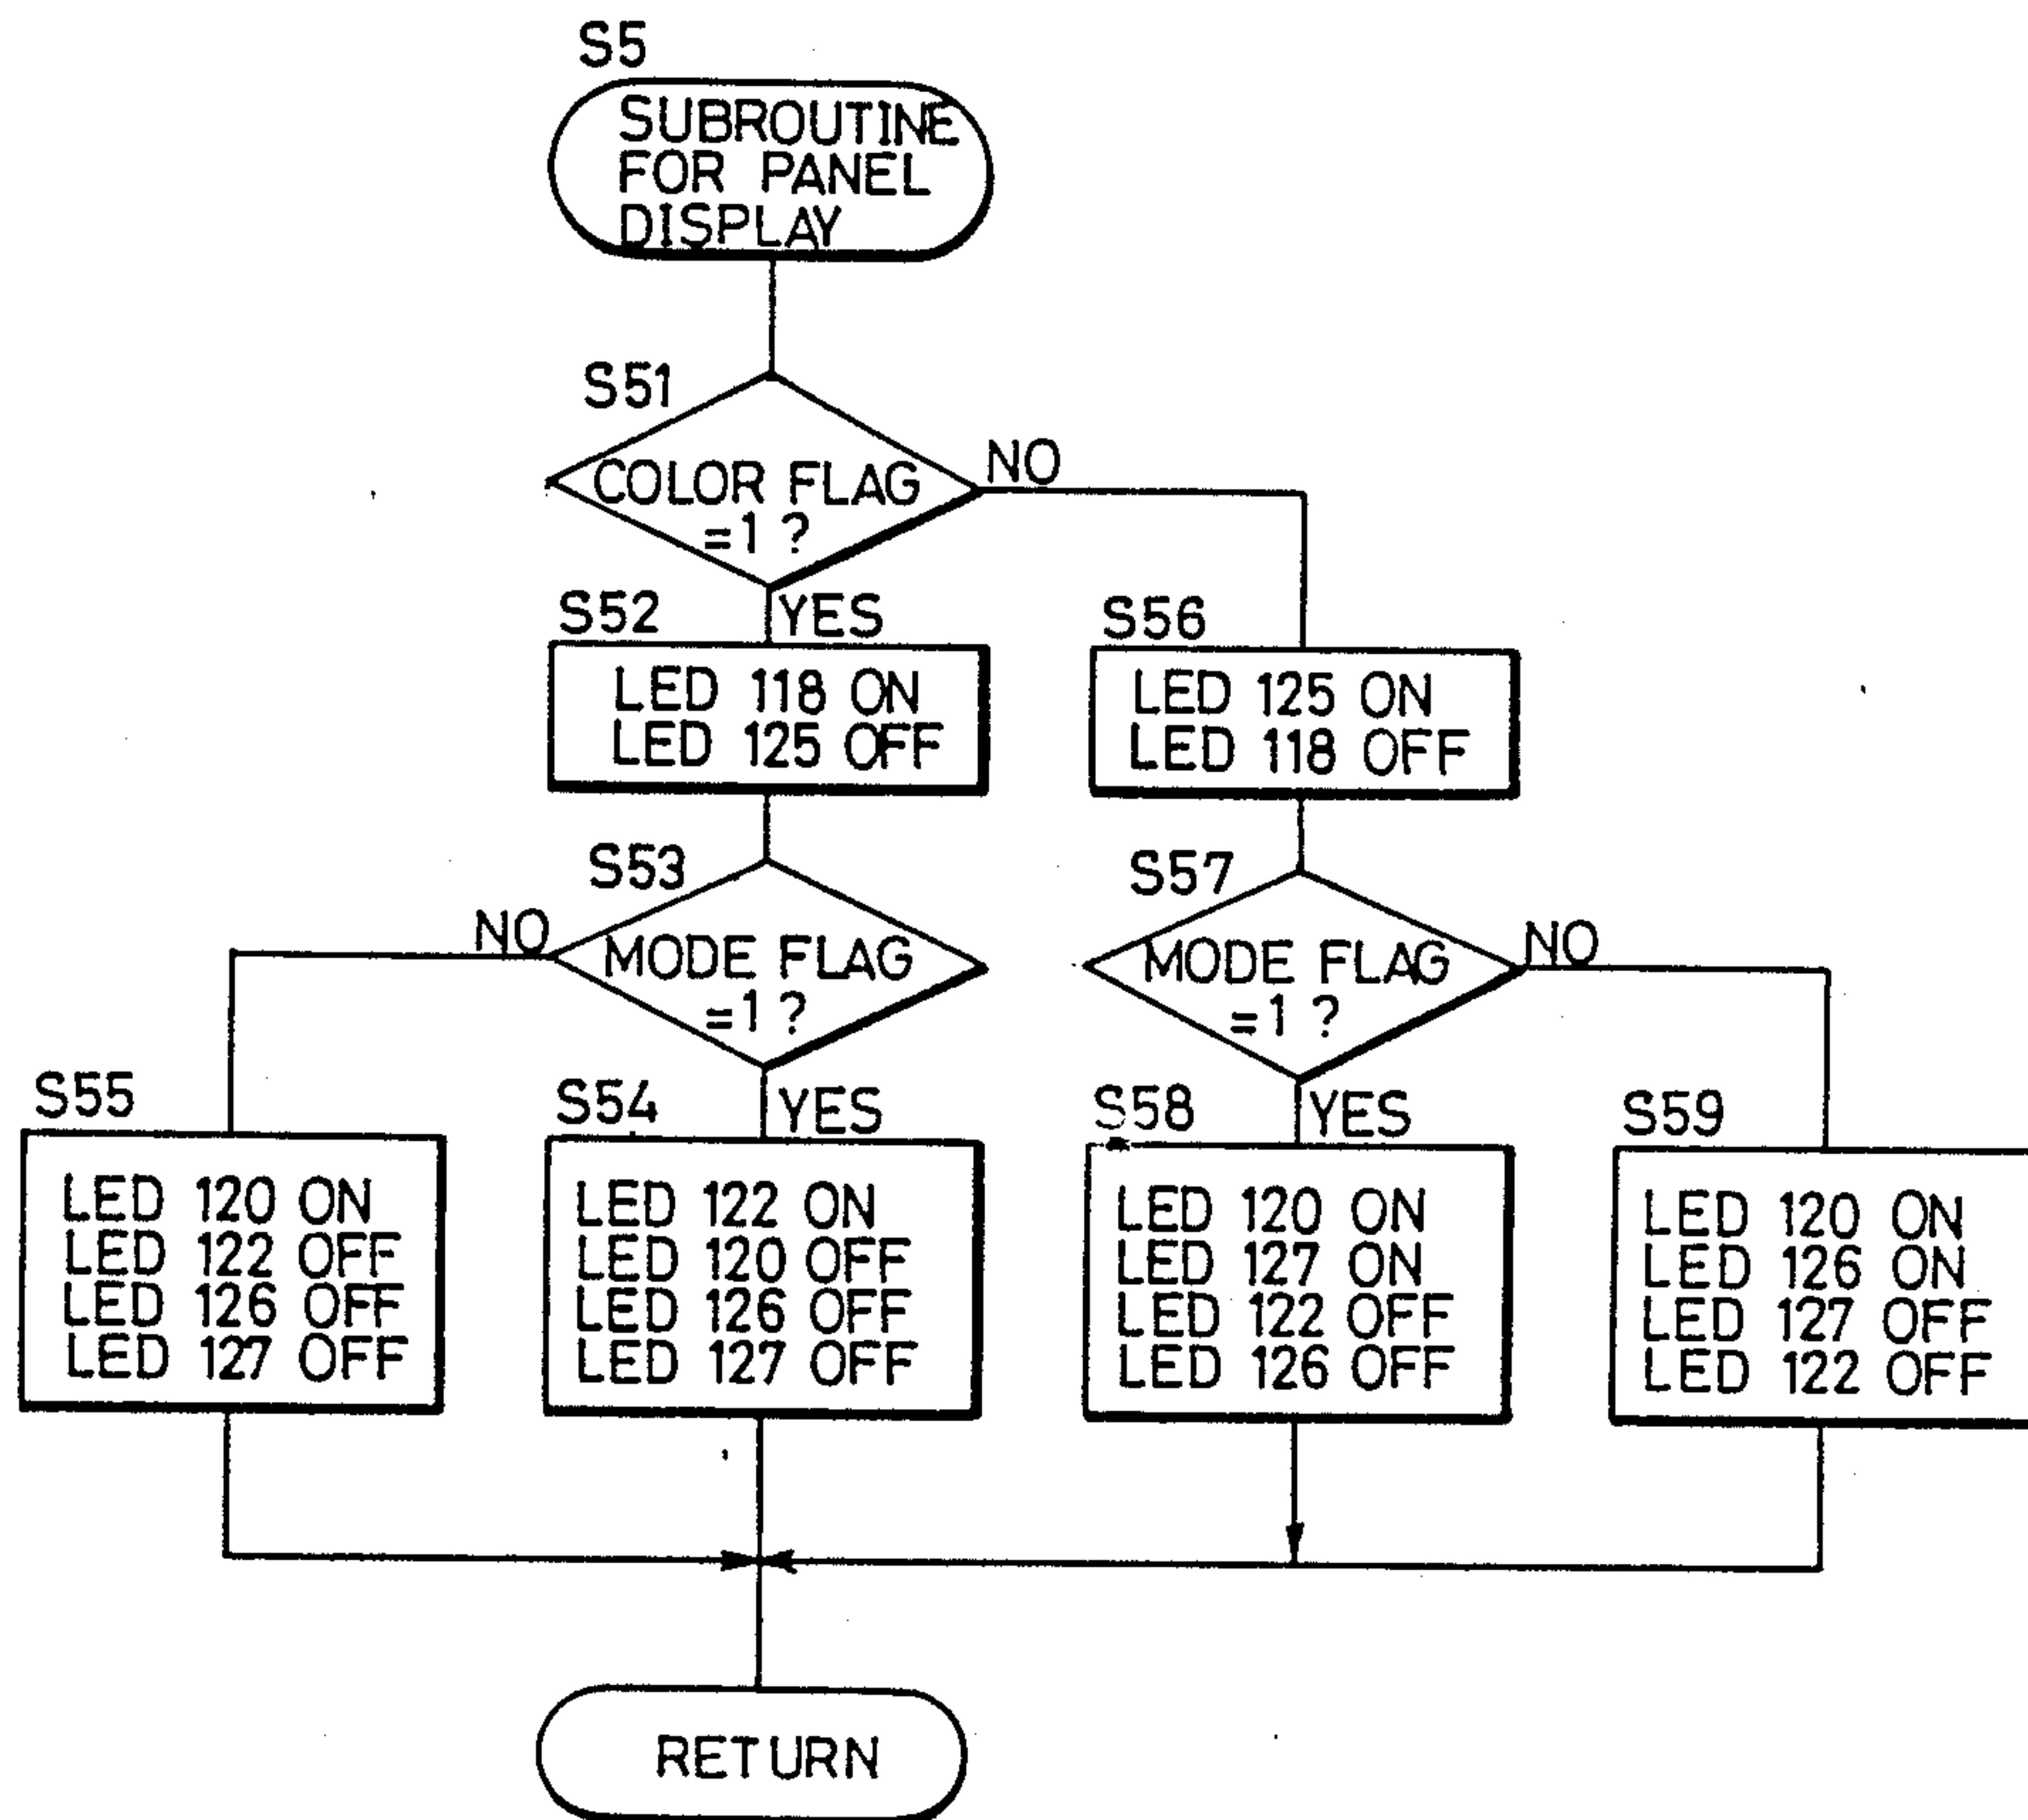 S5
SUBROUTINE
FOR PANEL
DISPLAY
S51
COLOR FLAG
=1 ?
NO
YES
S52
LED 118 ON
LED 125 OFF
S56
LED 125 ON
LED 118 OFF
S53
NO
MODE FLAG
=1 ?
YES
S57
MODE FLAG
=1 ?
NO
YES
S55
LED 120 ON
LED 122 OFF
LED 126 OFF
LED 127 OFF
S54
LED 122 ON
LED 120 OFF
LED 126 OFF
LED 127 OFF
S58
LED 120 ON
LED 127 ON
LED 122 OFF
LED 126 OFF
S59
LED 120 ON
LED 126 ON
LED 127 OFF
LED 122 OFF
RETURN